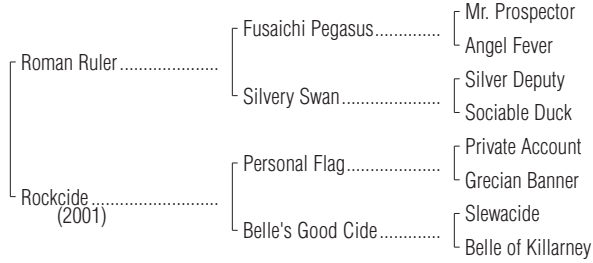 Mr. Prospector
Fusaichi Pegasus..............
Angel Fever
Roman Ruler.....................
Silver Deputy
Silvery Swan.....................
Sociable Duck
Private Account
Personal Flag....................
Grecian Banner
Rockcide...........................
(2001)
Slewacide
Belle's Good Cide.............
Belle of Killarney